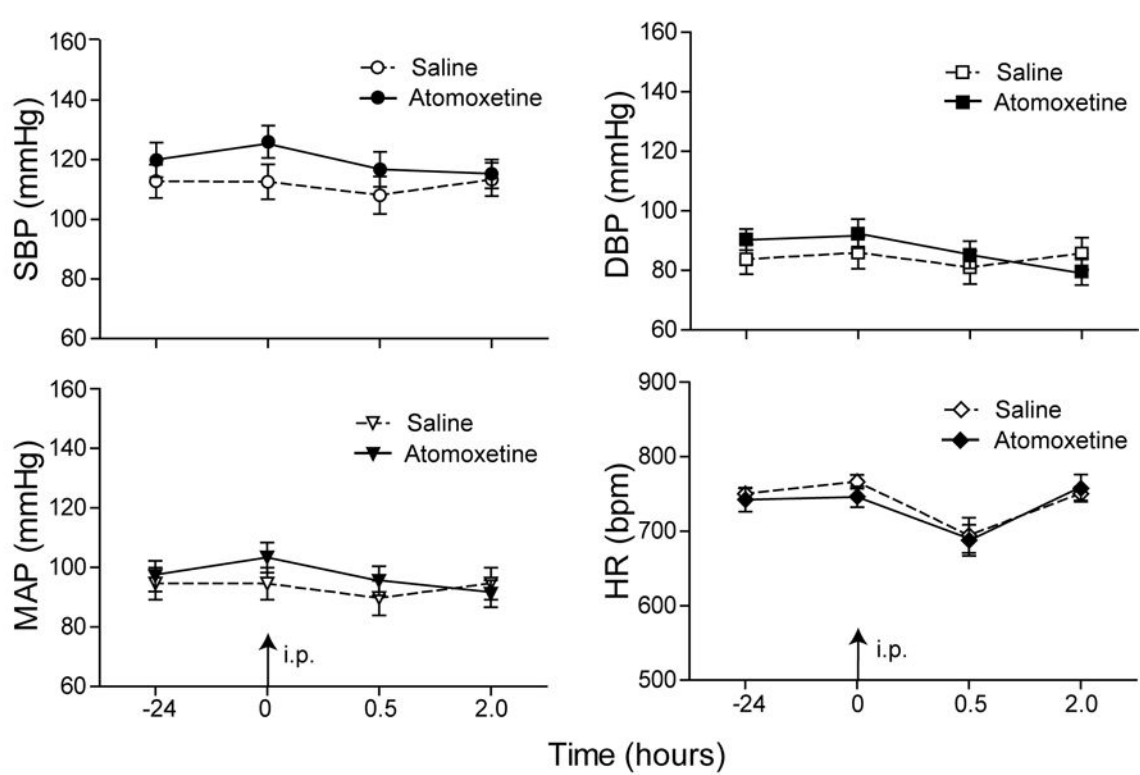 160
140
120
100
80
60
SBP (mmHg)
Saline
Atomoxetine
160
140
120
100
80
60
DBP (mmHg)
Saline
Atomoxetine
160
140
120
100
80
60
MAP (mmHg)
Saline
Atomoxetine
i.p.
-24 0 0.5 2.0
900
800
700
600
500
HR (bpm)
Saline
Atomoxetine
i.p.
-24 0 0.5 2.0
Time (hours)